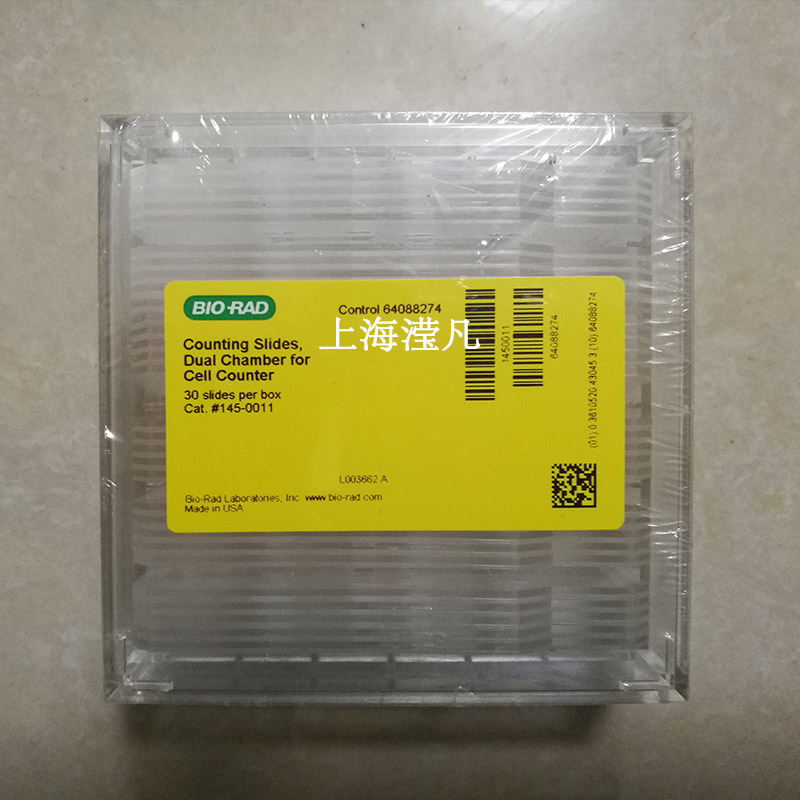 BIO-RAD
Control 64088274
上海滢凡
Counting Slides,
Dual Chamber for
Cell Counter
30 slides per box
Cat. #145-0011
L003662 A
Bio-Rad Laboratories, Inc. www.bio-rad.com
Made in USA
1450011
64088274
(01) 0 3610520 43045 3 (10) 64088274